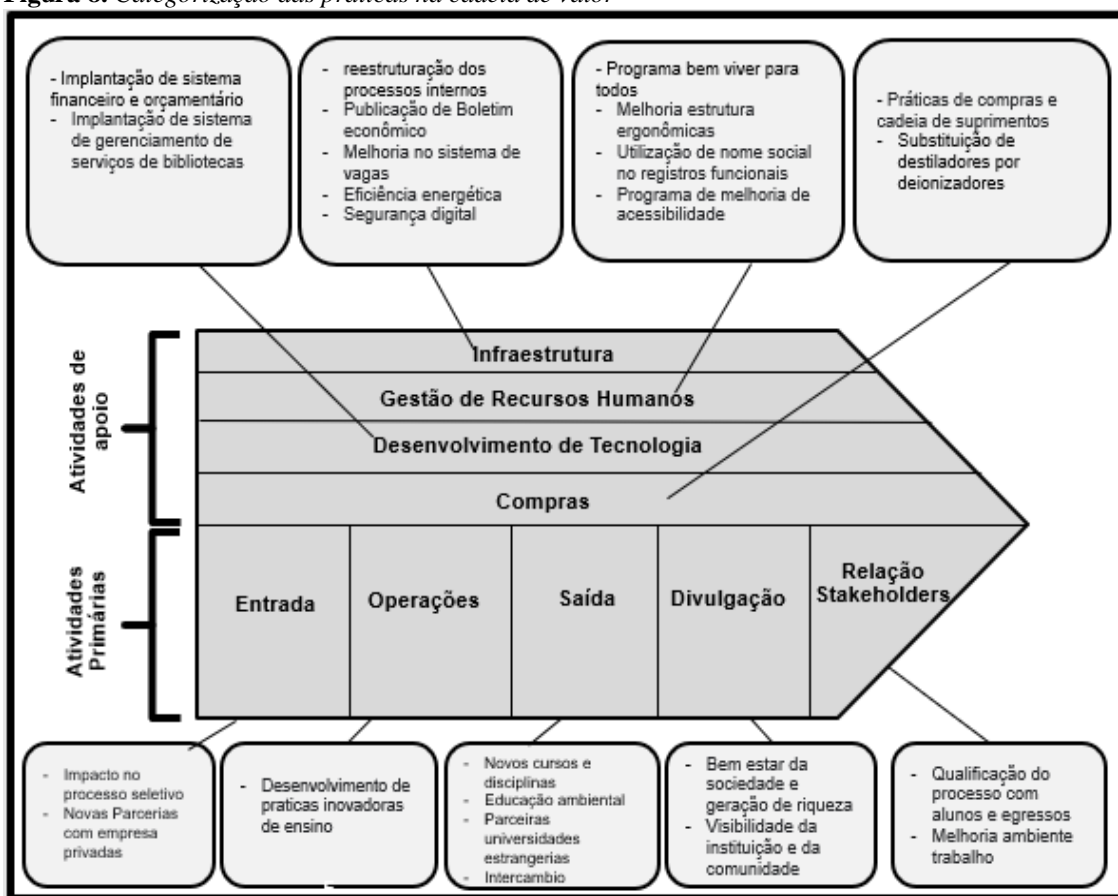 Figura 8. Categorização das práticas na cadeia de valor
- Implantação de sistema
financeiro e orçamentário
- Implantação de sistema
de gerenciamento de
serviços de bibliotecas
- reestruturação dos
processos internos
- Publicação de Boletim
econômico
- Melhoria no sistema de
vagas
- Eficiência energética
- Segurança digital
- Programa bem viver para
todos
- Melhoria estrutura
ergonômicas
- Utilização de nome social
no registros funcionais
- Programa de melhoria de
acessibilidade
- Práticas de compras e
cadeia de suprimentos
- Substituição de
destiladores por
deionizadores
Atividades de
apoio
Infraestrutura
Gestão de Recursos Humanos
Desenvolvimento de Tecnologia
Compras
Atividades
Primárias
Entrada
Operações
Saída
Divulgação
Relação
Stakeholders
- Impacto no
processo seletivo
- Novas Parcerias
com empresa
privadas
- Desenvolvimento de
praticas inovadoras
de ensino
- Novos cursos e
disciplinas
- Educação ambiental
- Parceiras
universidades
estrangerias
- Intercambio
- Bem estar da
sociedade e
geração de riqueza
- Visibilidade da
instituição e da
comunidade
- Qualificação do
processo com
alunos e egressos
- Melhoria ambiente
trabalho